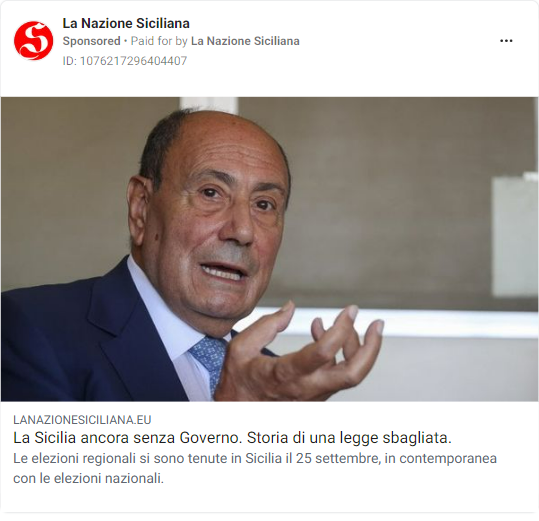 La Nazione Siciliana
Sponsored • Paid for by La Nazione Siciliana
ID: 1076217296404407
LANAZIONESICILIANA.EU
La Sicilia ancora senza Governo. Storia di una legge sbagliata.
Le elezioni regionali si sono tenute in Sicilia il 25 settembre, in contemporanea
con le elezioni nazionali.